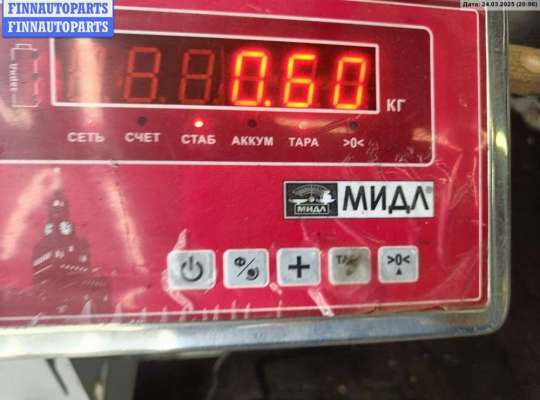 FINNAUTOPARTS
FINNAUTOPARTS
Дата: 24.03.2025 (20:06)
0.60
КГ
СЕТЬ СЧЕТ СТАБ АККУМ ТАРА >0<
МИДЛ МИДЛ®
Ф
+
>0<